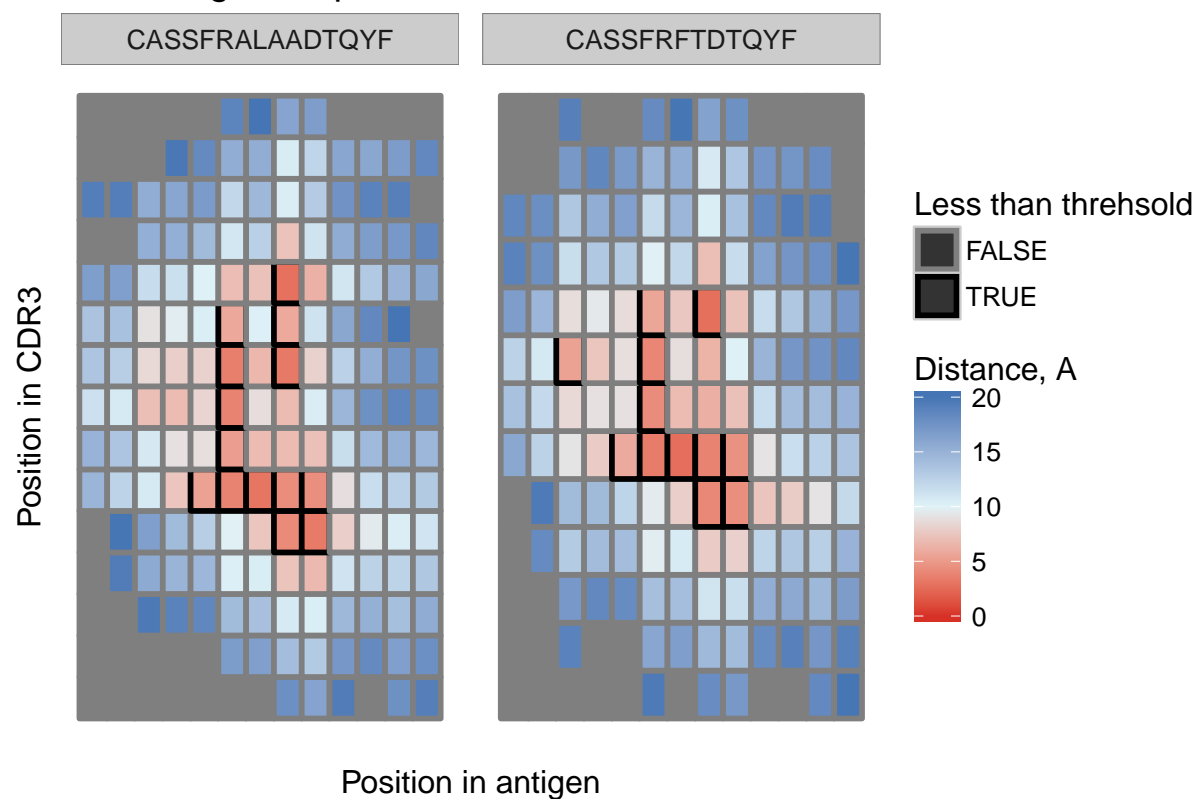 CASSFRALAADTQYF
CASSFRFTDTQYF
Position in CDR3
Position in antigen
Less than threhsold
FALSE
TRUE
Distance, A
20
15
10
5
0